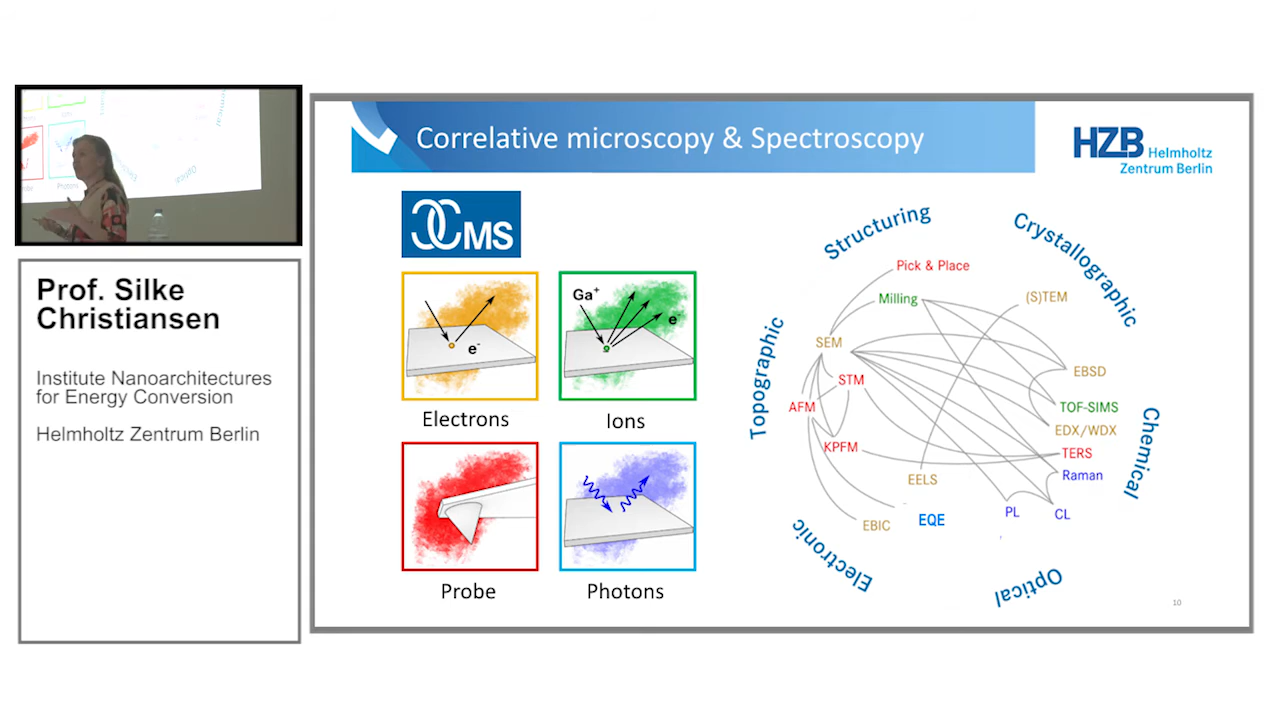 Prof. Silke
Christiansen
Institute Nanoarchitectures
for Energy Conversion
Helmholtz Zentrum Berlin
Correlative microscopy & Spectroscopy
HZB Helmholtz
Zentrum Berlin
CCMS
e-
Electrons
Ga+
e-
Ions
Probe
Photons
Structuring
Crystallographic
Topographic
Chemical
Electronic
Optical
Pick & Place
Milling
(S)TEM
SEM
EBSD
STM
AFM
TOF-SIMS
EDX/WDX
KPFM
TERS
Raman
EELS
PL
CL
EBIC
EQE
10